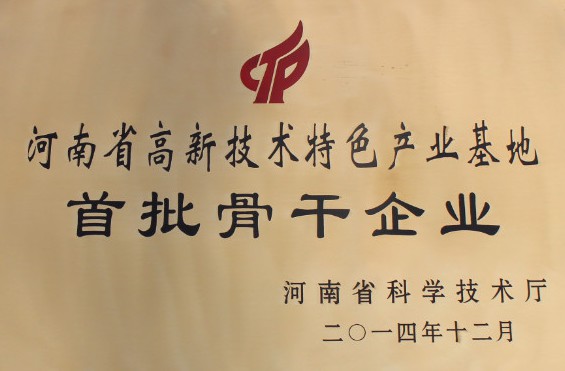 河南省高新技术特色产业基地
首批骨干企业
河南省科学技术厅
二〇一四年十二月